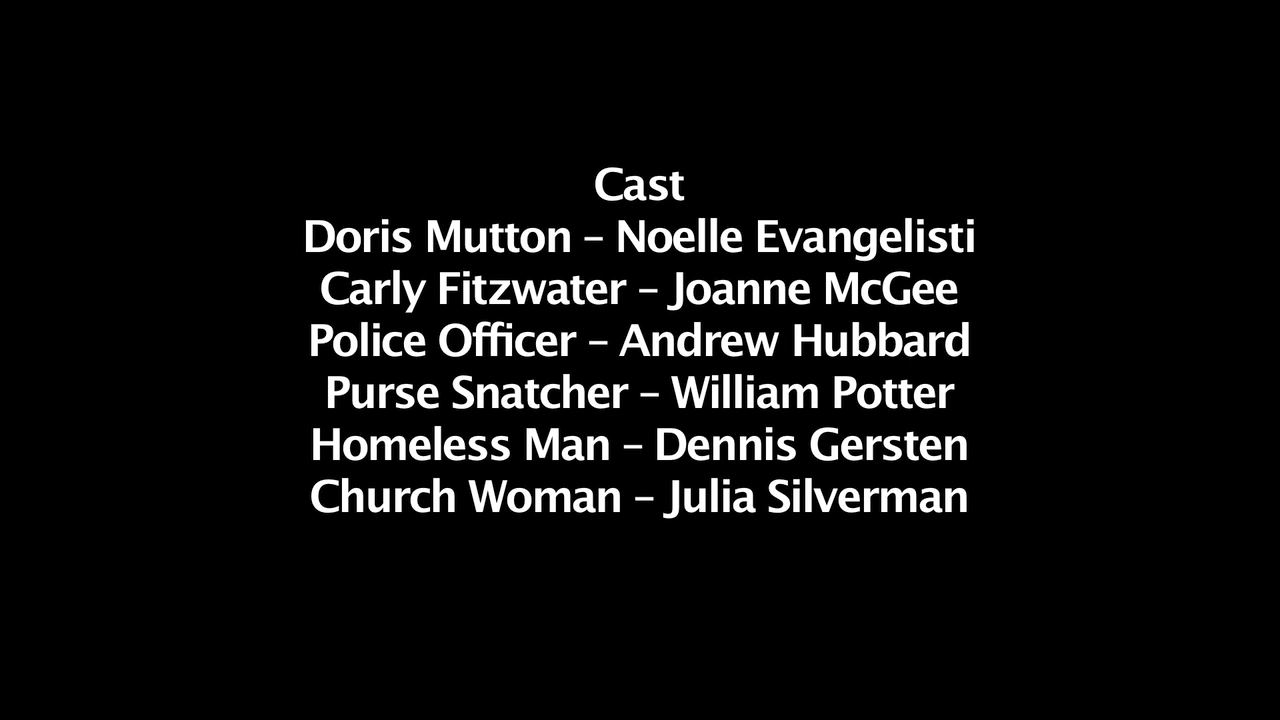 Cast
Doris Mutton – Noelle Evangelisti
Carly Fitzwater – Joanne McGee
Police Officer – Andrew Hubbard
Purse Snatcher – William Potter
Homeless Man – Dennis Gersten
Church Woman – Julia Silverman